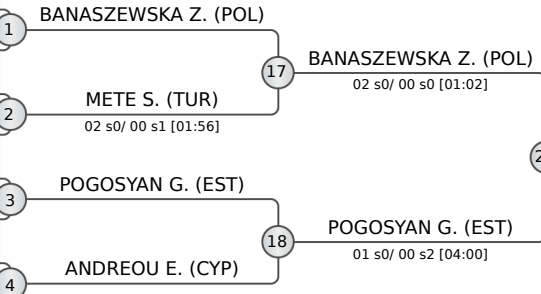 BANASZEWSKA Z. (POL)
1
17
BANASZEWSKA Z. (POL)
02 s0/ 00 s0 [01:02]
METE S. (TUR)
2
02 s0/ 00 s1 [01:56]
POGOSYAN G. (EST)
3
18
POGOSYAN G. (EST)
01 s0/ 00 s2 [04:00]
ANDREOU E. (CYP)
4